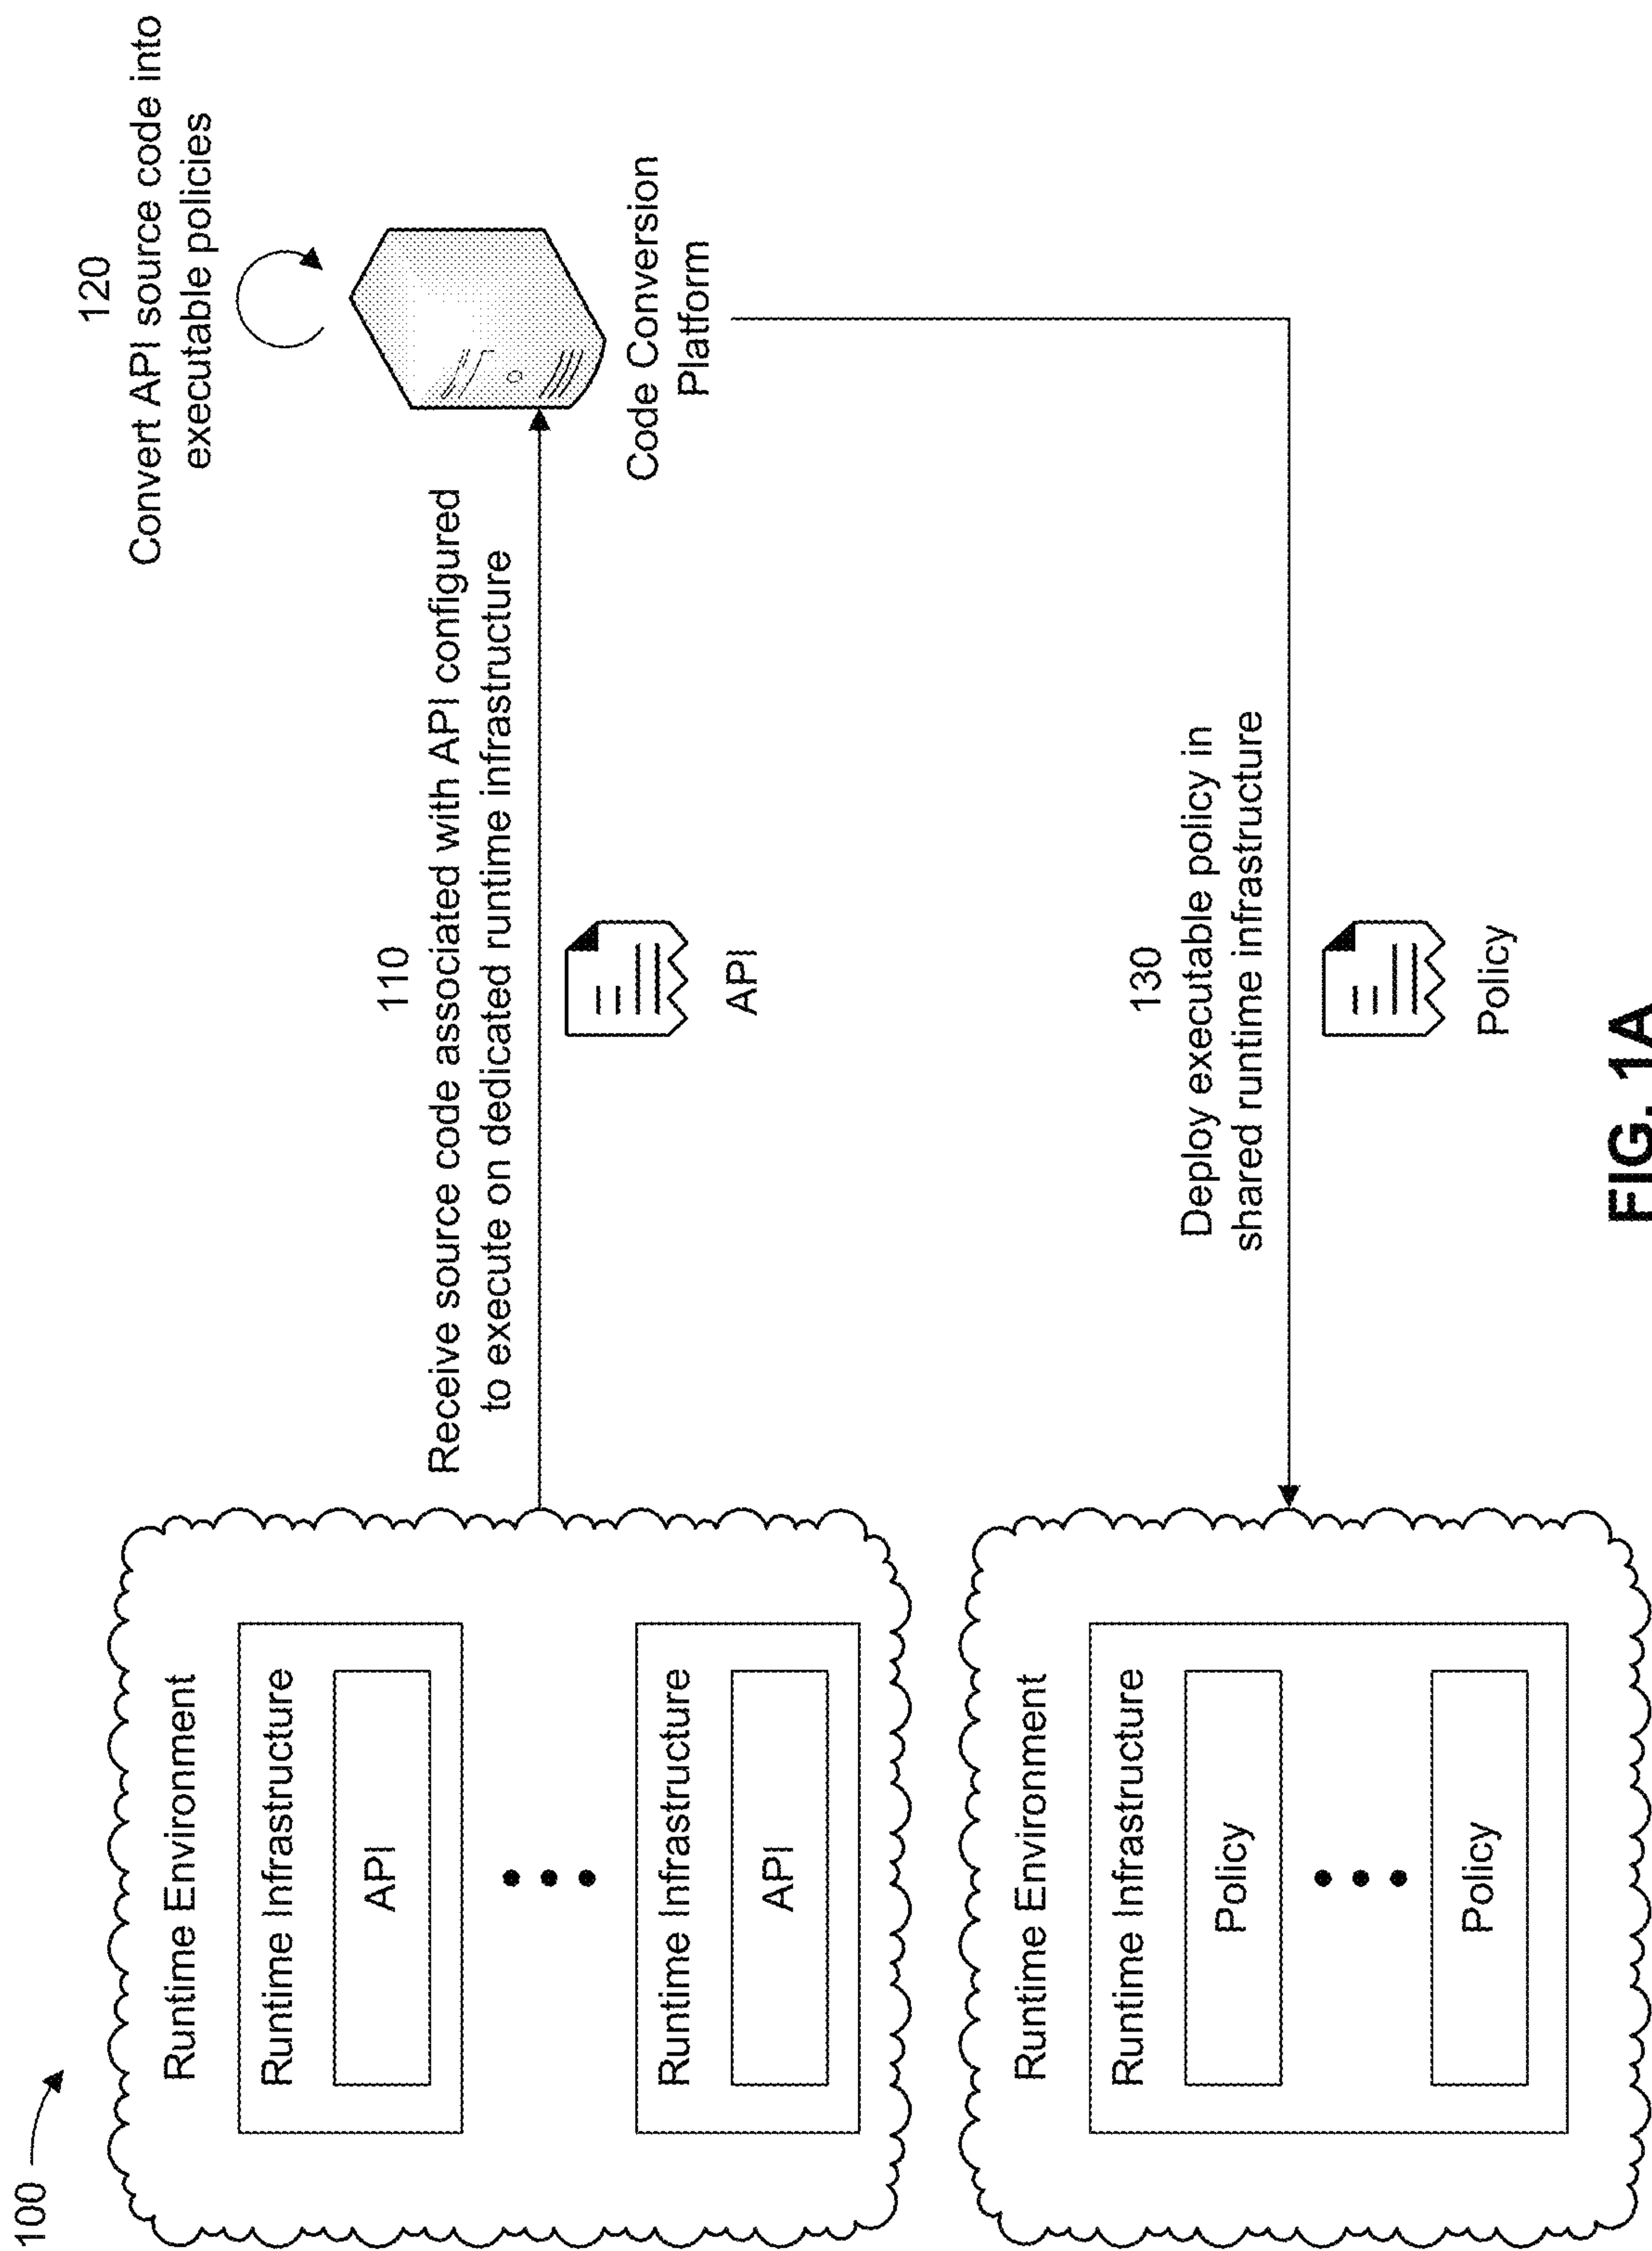 100
Runtime Environment
Runtime Infrastructure
API
Runtime Infrastructure
API
110
Receive source code associated with API configured
to execute on dedicated runtime infrastructure
API
120
Convert API source code into
executable policies
Code Conversion
Platform
130
Deploy executable policy in
shared runtime infrastructure
Policy
Runtime Environment
Runtime Infrastructure
Policy
Policy
FIG. 1A